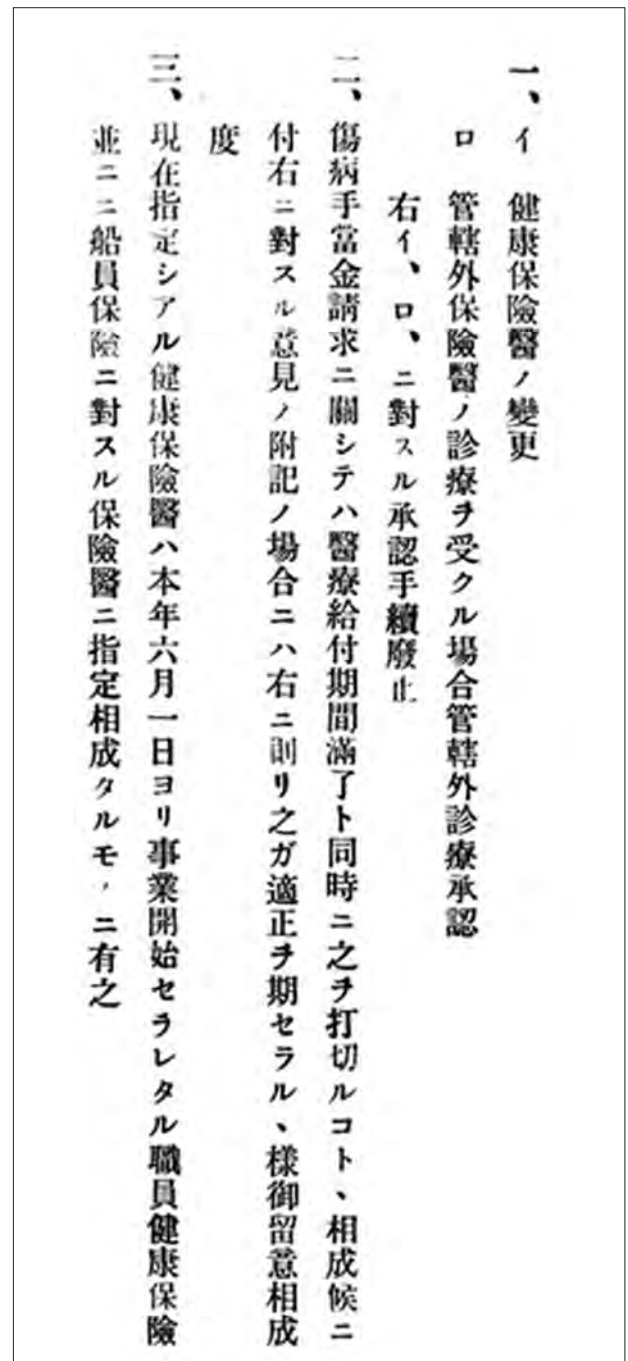 一、イ 健康保險醫ノ變更
ロ 管轄外保險醫ノ診療ヲ受クル場合管轄外診療承認
右イ、ロ、ニ對スル承認手續廢止
二、傷病手當金請求ニ關シテハ醫療給付期間滿了ト同時ニ之ヲ打切ルコトヽ相成候ニ
付右ニ對スル意見ノ附記ノ場合ニハ右ニ則リ之ガ適正ヲ期セラルヽ樣御留意相成
度
三、現在指定シアル健康保險醫ハ本年六月一日ヨリ事業開始セラレタル職員健康保險
並ニニ船員保險ニ對スル保險醫ニ指定相成タルモノニ有之